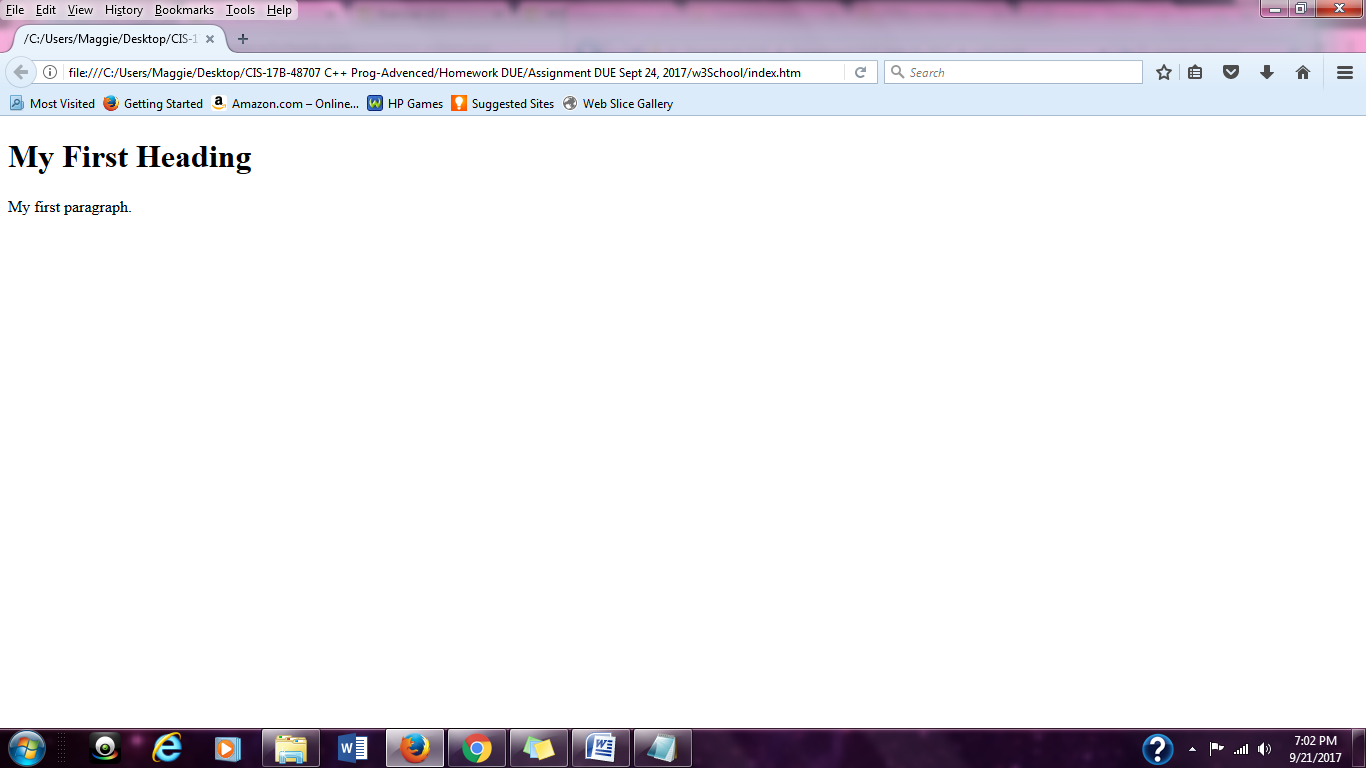 File Edit View History Bookmarks Tools Help
/C:/Users/Maggie/Desktop/CIS-1
file:///C:/Users/Maggie/Desktop/CIS-17B-48707 C++ Prog-Advenced/Homework DUE/Assignment DUE Sept 24, 2017/w3School/index.htm
Search
Most Visited Getting Started Amazon.com – Online... HP Games Suggested Sites Web Slice Gallery
My First Heading
My first paragraph.
7:02 PM
9/21/2017